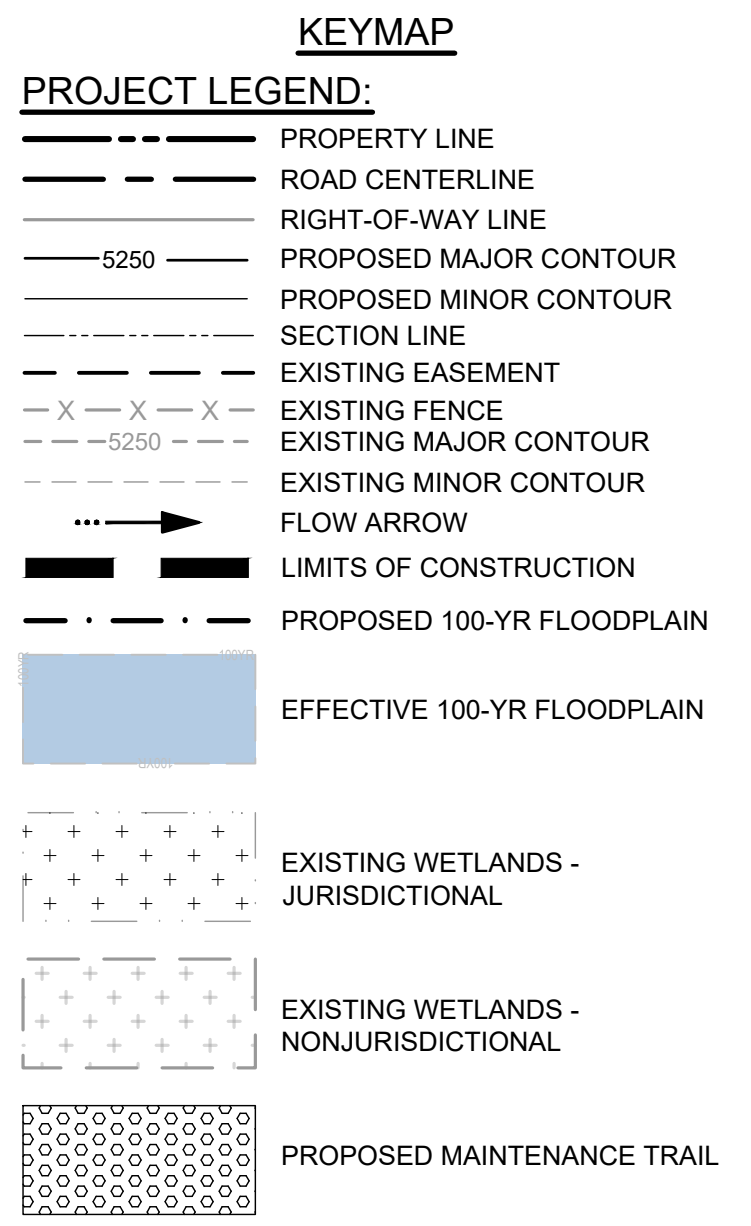 KEYMAP
PROJECT LEGEND:
PROPERTY LINE
ROAD CENTERLINE
RIGHT-OF-WAY LINE
5250 PROPOSED MAJOR CONTOUR
PROPOSED MINOR CONTOUR
SECTION LINE
EXISTING EASEMENT
X X X EXISTING FENCE
5250 EXISTING MAJOR CONTOUR
EXISTING MINOR CONTOUR
FLOW ARROW
LIMITS OF CONSTRUCTION
PROPOSED 100-YR FLOODPLAIN
100YR 100YR
EFFECTIVE 100-YR FLOODPLAIN
100YR
EXISTING WETLANDS -
JURISDICTIONAL
EXISTING WETLANDS -
NONJURISDICTIONAL
PROPOSED MAINTENANCE TRAIL